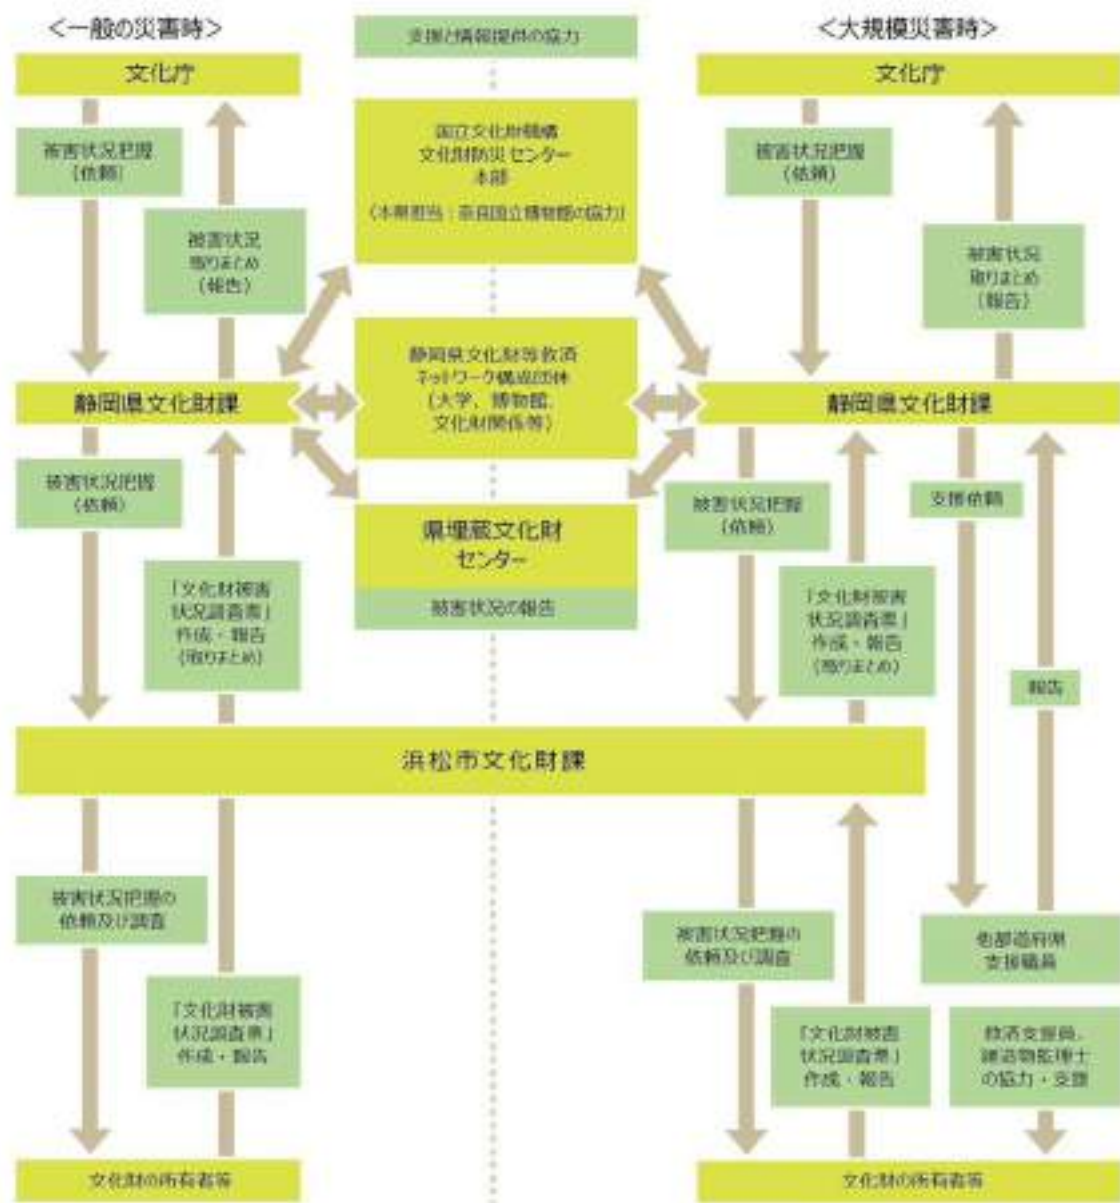 <一般の災害時>
文化庁
被害状況把握
(依頼)
被害状況
取りまとめ
(報告)
静岡県文化財課
被害状況把握
(依頼)
「文化財被害
状況調査票」
作成・報告
(取りまとめ)
支援と情報提供の協力
国立文化財機構
文化財防災センター
本部
(本県担当:奈良国立博物館の協力)
静岡県文化財等救済
ネットワーク構成団体
(大学、博物館、
文化財関係等)
県埋蔵文化財
センター
被害状況の報告
<大規模災害時>
文化庁
被害状況把握
(依頼)
被害状況
取りまとめ
(報告)
静岡県文化財課
被害状況把握
(依頼)
「文化財被害
状況調査票」
作成・報告
(取りまとめ)
支援依頼
報告
浜松市文化財課
被害状況把握の
依頼及び調査
「文化財被害
状況調査票」
作成・報告
文化財の所有者等
被害状況把握の
依頼及び調査
「文化財被害
状況調査票」
作成・報告
他都道府県
支援職員
救済支援員、
建造物監理士
の協力・支援
文化財の所有者等